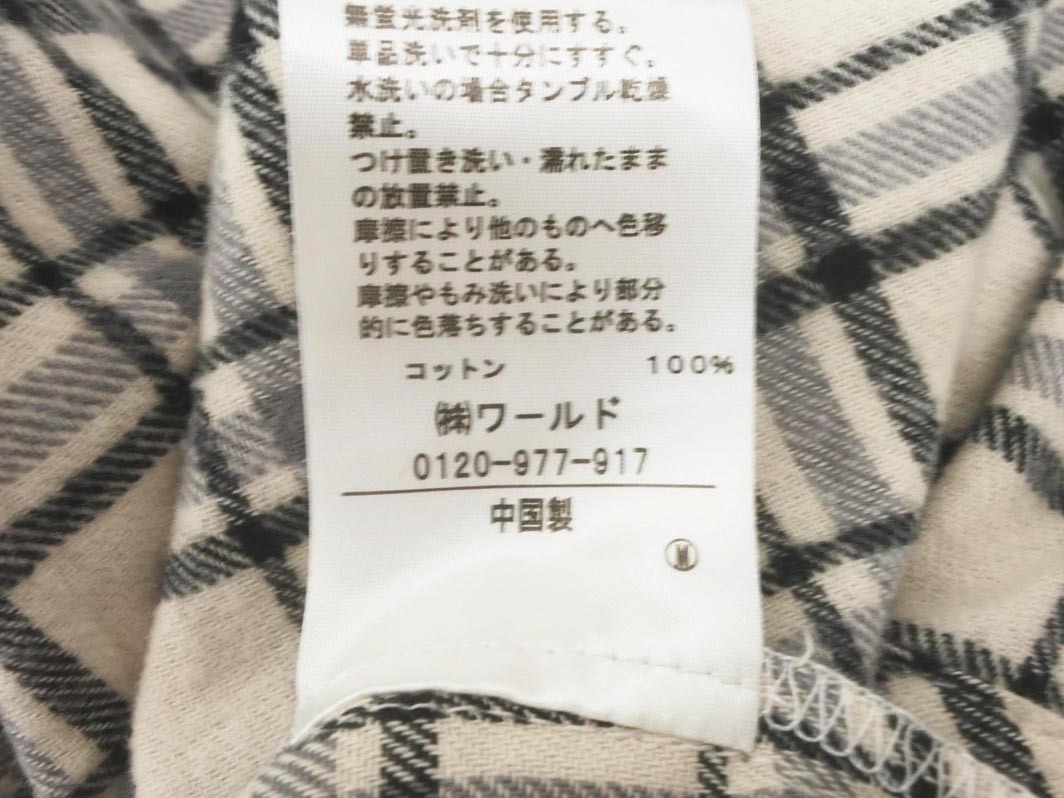 無蛍光洗剤を使用する。
単品洗いで十分にすすぐ。
水洗いの場合タンブル乾燥
禁止。
つけ置き洗い・濡れたまま
の放置禁止。
摩擦により他のものへ色移
りすることがある。
摩擦やもみ洗いにより部分
的に色落ちすることがある。
コットン 100%
㈱ワールド
0120-977-917
中国製
Ⓜ